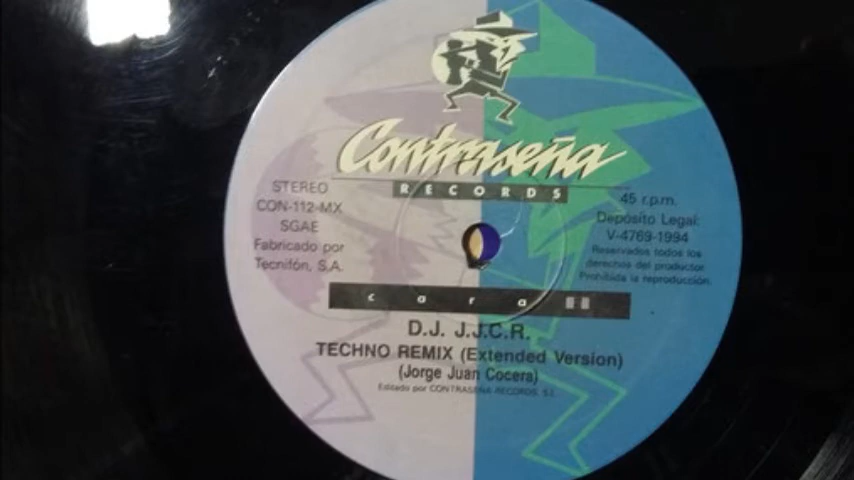 Contraseña
RECORDS
STEREO
CON-112-MX
SGAE
Fabricado por
Tecnifón, S.A.
45 r.p.m.
Depósito Legal:
V-4769-1994
Reservados todos los
derechos del productor.
Prohibida la reproducción.
cara
D.J. J.J.C.R.
TECHNO REMIX (Extended Version)
(Jorge Juan Cocera)
Editado por CONTRASEÑA RECORDS, S.L.